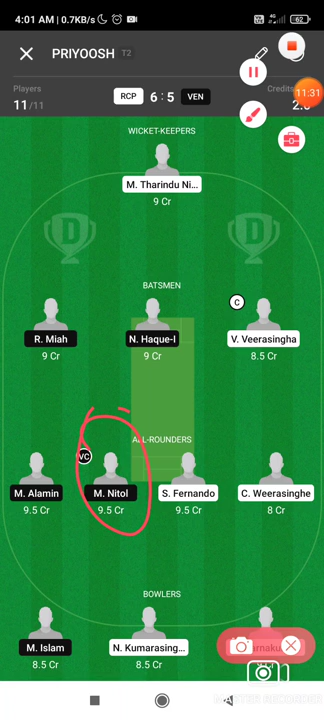 4:01 AM | 0.7KB/s
62
PRIYOOSH T2
Players
11/11
RCP 6 : 5 VEN
Credits
11:31
WICKET-KEEPERS
M. Tharindu Ni...
9 Cr
BATSMEN
C
R. Miah
N. Haque-I
V. Veerasingha
9 Cr
9 Cr
8.5 Cr
ALL-ROUNDERS
VC
M. Alamin
M. Nitol
S. Fernando
C. Weerasinghe
9.5 Cr
9.5 Cr
9.5 Cr
8 Cr
BOWLERS
M. Islam
N. Kumarasing...
8.5 Cr
8.5 Cr